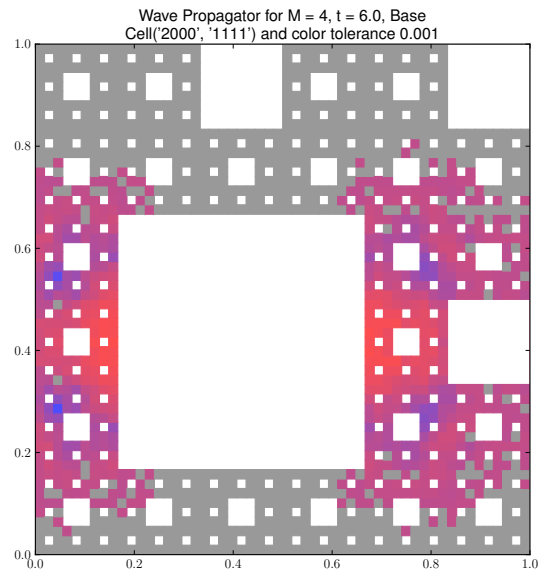 Wave Propagator for M = 4, t = 6.0, Base
Cell('2000', '1111') and color tolerance 0.001
1.0
0.8
0.6
0.4
0.2
0.0
0.0 0.2 0.4 0.6 0.8 1.0